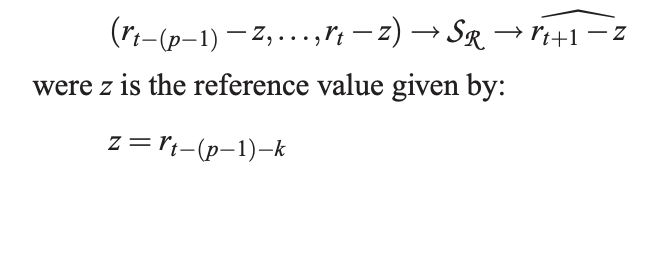 (r_{t−(p−1)} − z, . . . , r_t − z) → 𝒮_ℛ → \widehat{r_{t+1} − z}
were z is the reference value given by:
z = r_{t−(p−1)−k}